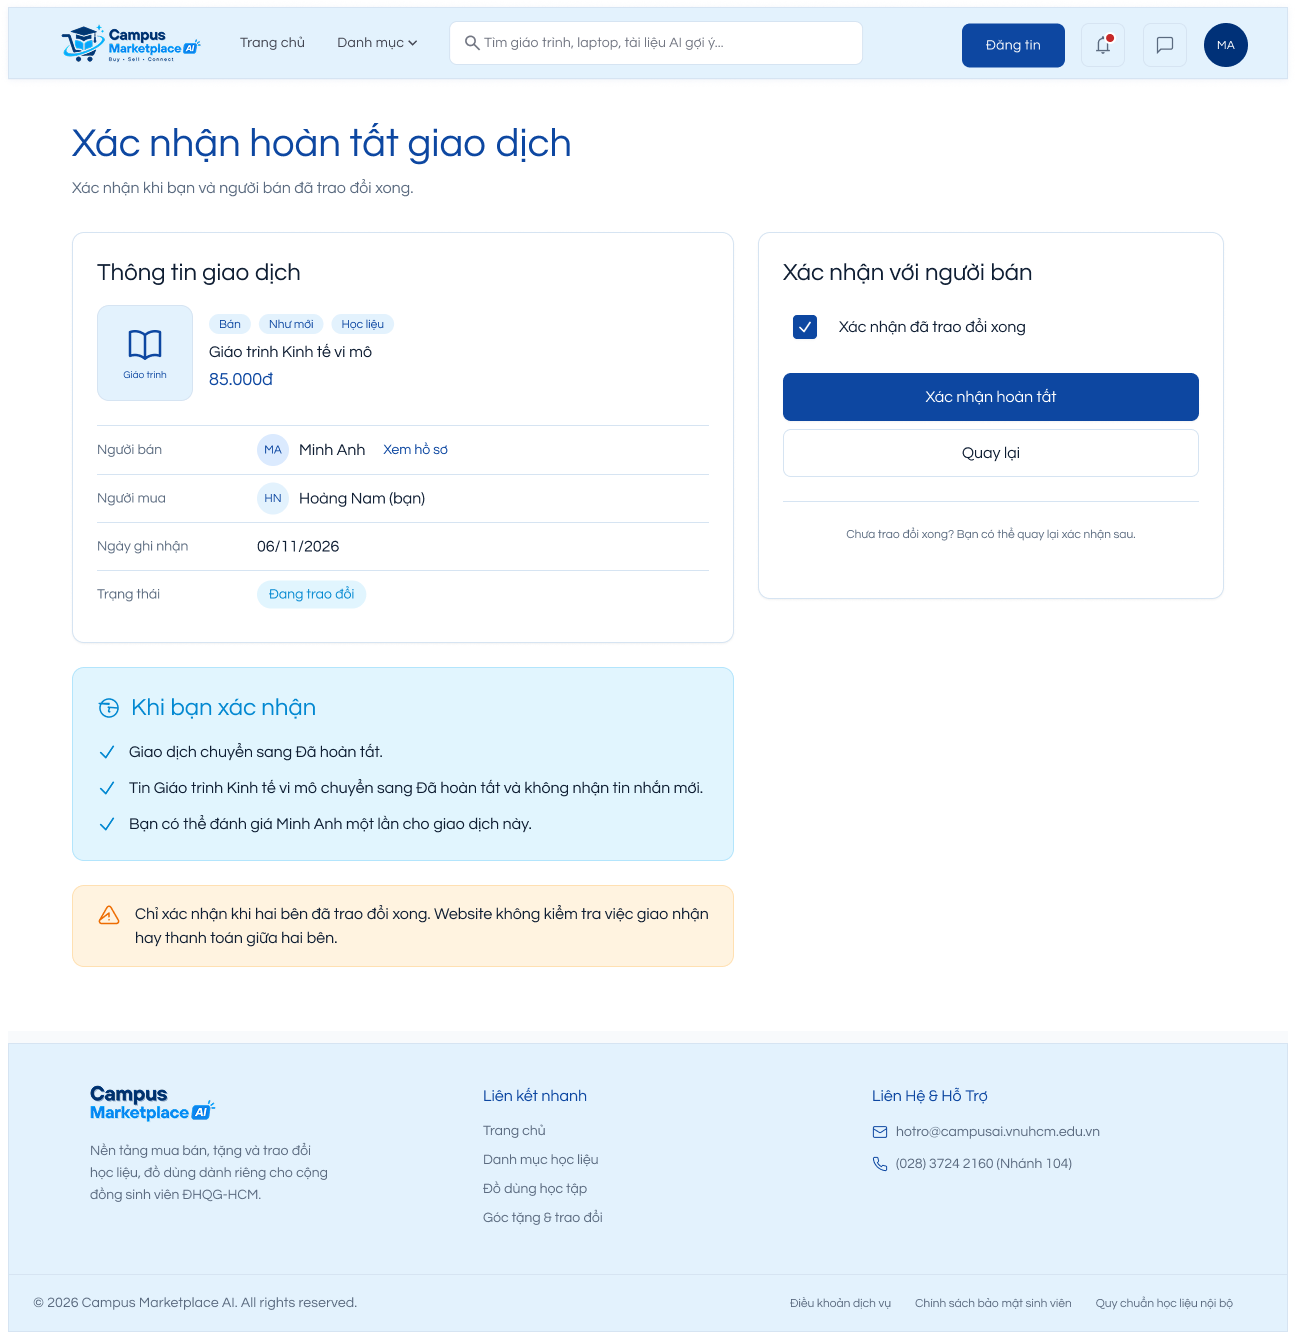 Campus
Marketplace AI
Buy • Sell • Connect
Trang chủ
Danh mục
Tìm giáo trình, laptop, tài liệu AI gợi ý...
Đăng tin
MA
Xác nhận hoàn tất giao dịch
Xác nhận khi bạn và người bán đã trao đổi xong.
Thông tin giao dịch
Giáo trình
Bán
Như mới
Học liệu
Giáo trình Kinh tế vi mô
85.000đ
Người bán
MA
Minh Anh
Xem hồ sơ
Người mua
HN
Hoàng Nam (bạn)
Ngày ghi nhận
06/11/2026
Trạng thái
Đang trao đổi
Xác nhận với người bán
Xác nhận đã trao đổi xong
Xác nhận hoàn tất
Quay lại
Chưa trao đổi xong? Bạn có thể quay lại xác nhận sau.
Khi bạn xác nhận
Giao dịch chuyển sang Đã hoàn tất.
Tin Giáo trình Kinh tế vi mô chuyển sang Đã hoàn tất và không nhận tin nhắn mới.
Bạn có thể đánh giá Minh Anh một lần cho giao dịch này.
Chỉ xác nhận khi hai bên đã trao đổi xong. Website không kiểm tra việc giao nhận
hay thanh toán giữa hai bên.
Campus
Marketplace AI
Nền tảng mua bán, tặng và trao đổi
học liệu, đồ dùng dành riêng cho cộng
đồng sinh viên ĐHQG-HCM.
Liên kết nhanh
Trang chủ
Danh mục học liệu
Đồ dùng học tập
Góc tặng & trao đổi
Liên Hệ & Hỗ Trợ
hotro@campusai.vnuhcm.edu.vn
(028) 3724 2160 (Nhánh 104)
© 2026 Campus Marketplace AI. All rights reserved.
Điều khoản dịch vụ
Chính sách bảo mật sinh viên
Quy chuẩn học liệu nội bộ